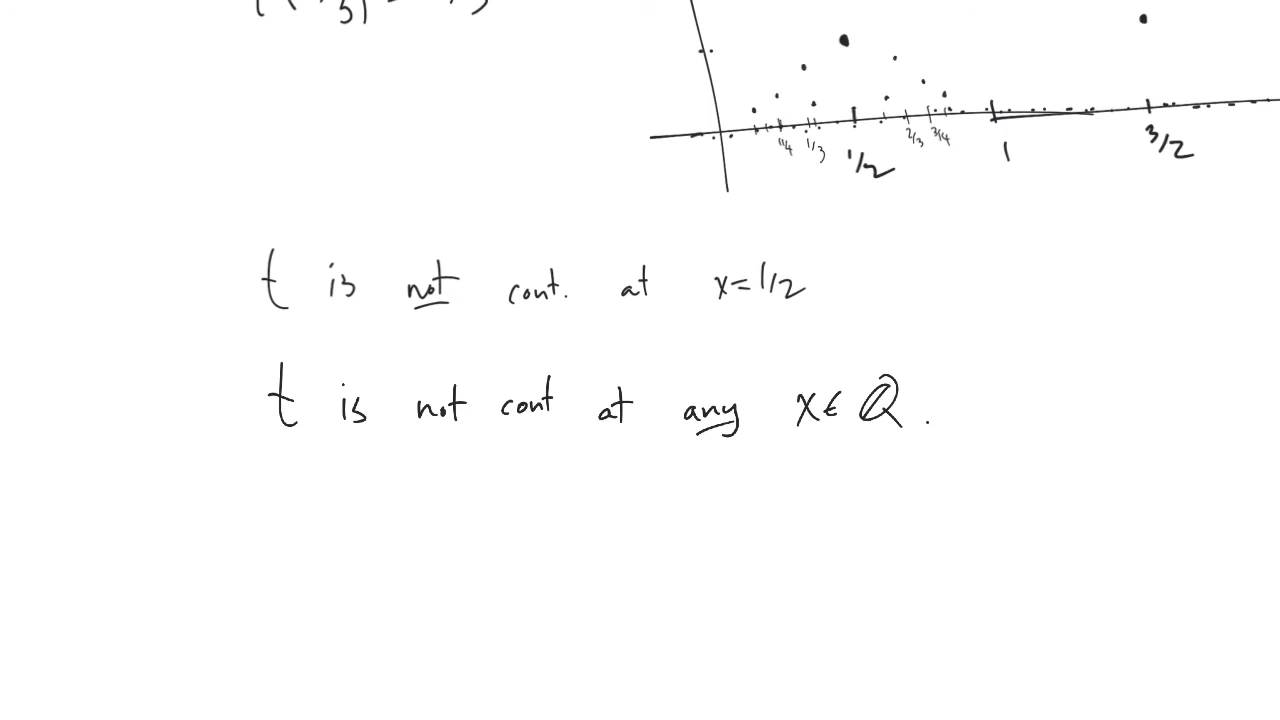 1/4 1/3 1/2 2/3 3/4 1 3/2
t is not cont. at x=1/2
t is not cont at any x∈ℚ.